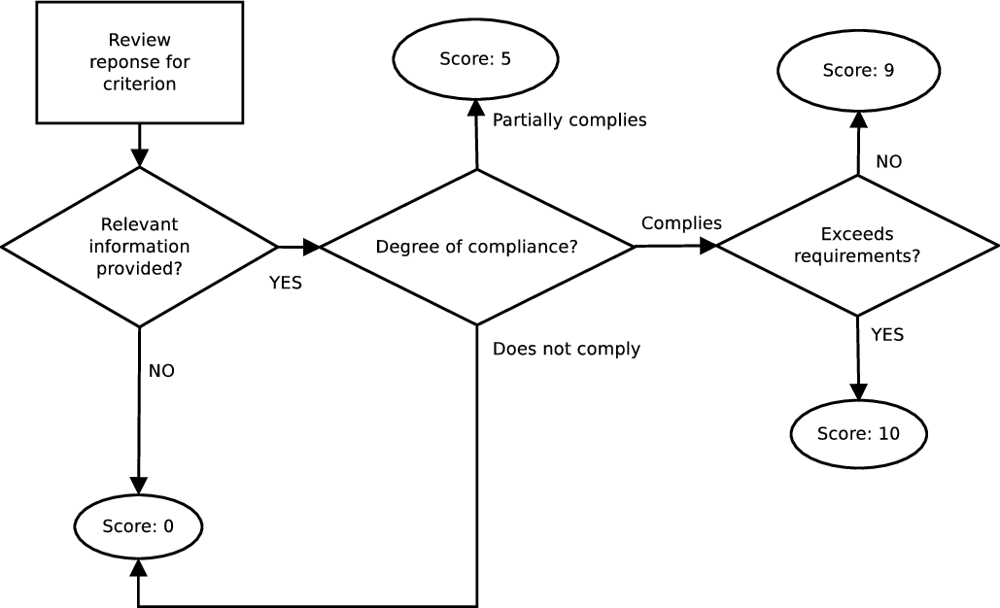 Review
reponse for
criterion
Score: 5
Score: 9
Partially complies
NO
Relevant
information
provided?
YES
Degree of compliance?
Complies
Exceeds
requirements?
YES
Does not comply
NO
Score: 10
Score: 0